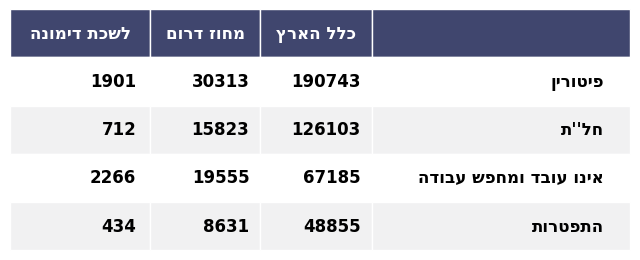 כלל הארץ מחוז דרום לשכת דימונה
פיטורין 190743 30313 1901
חל''ת 126103 15823 712
אינו עובד ומחפש עבודה 67185 19555 2266
התפטרות 48855 8631 434